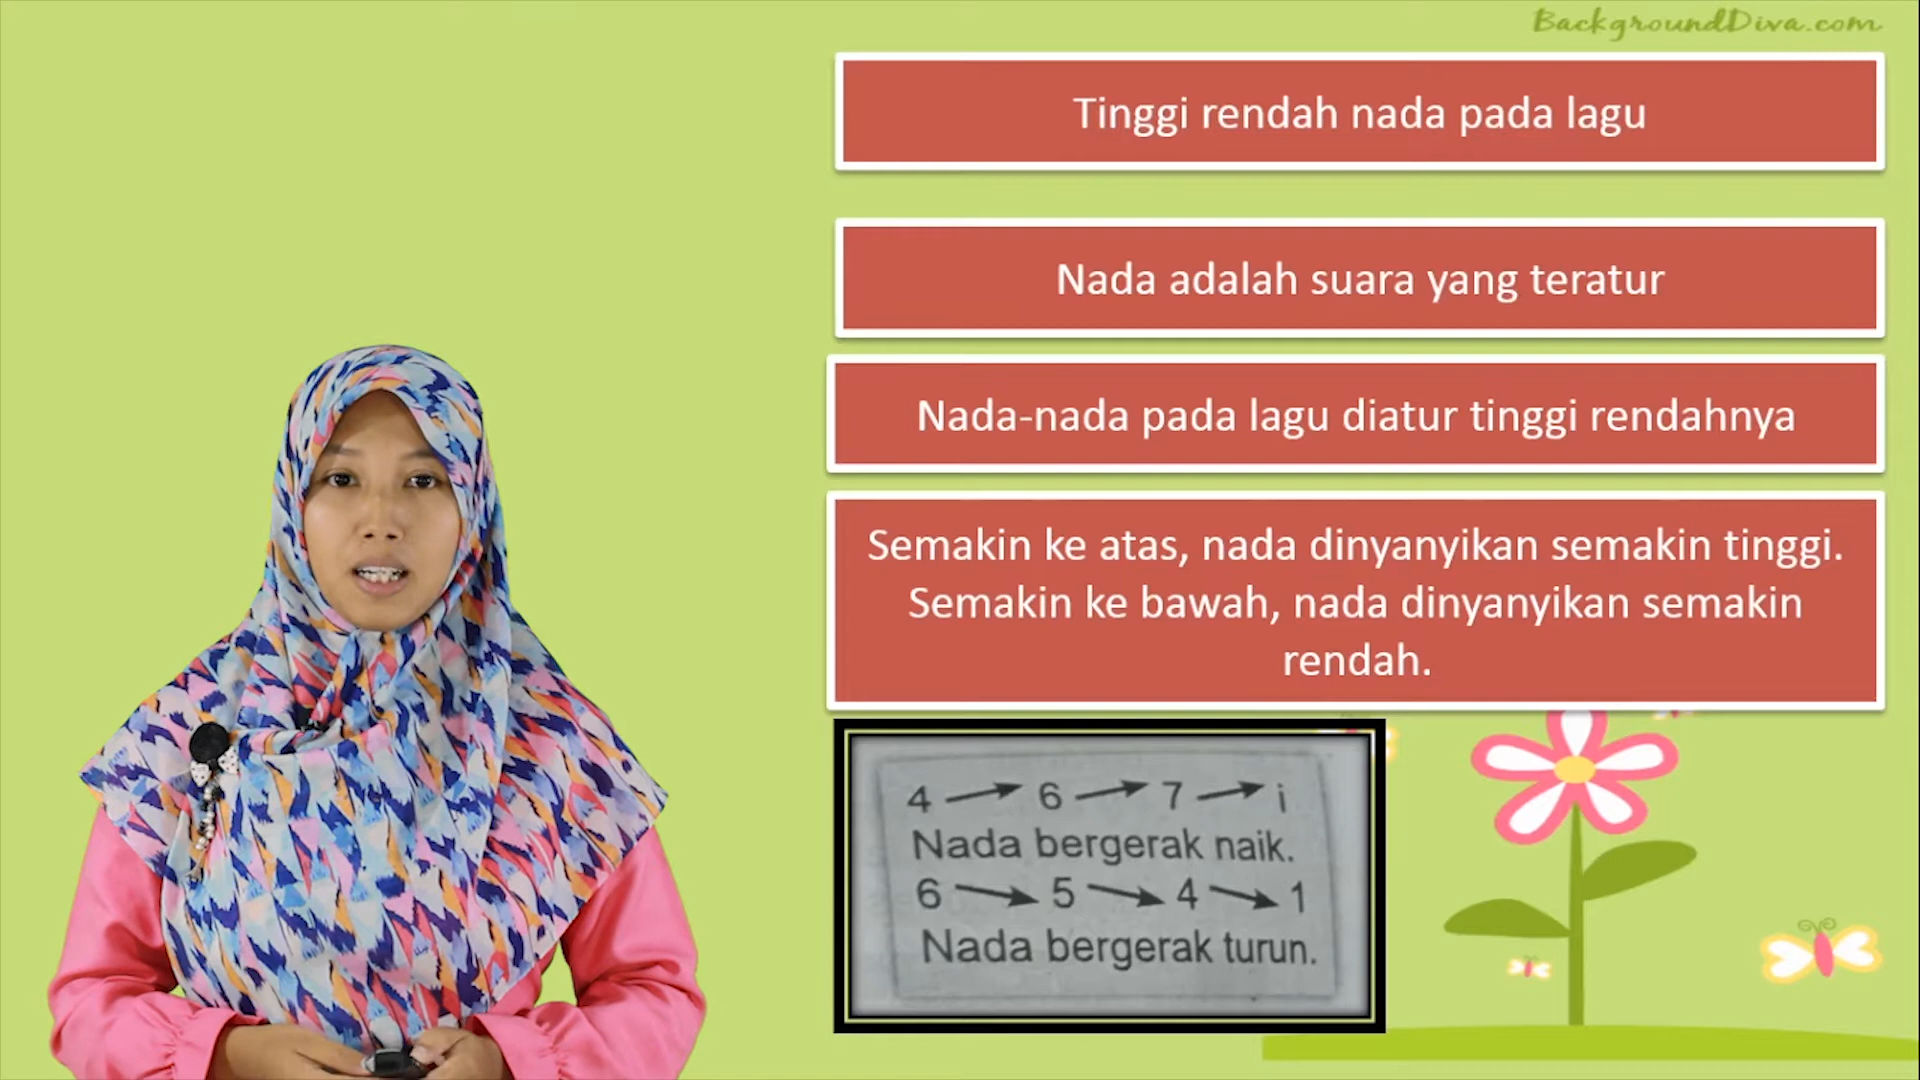 BackgroundDiva.com
Tinggi rendah nada pada lagu
Nada adalah suara yang teratur
Nada-nada pada lagu diatur tinggi rendahnya
Semakin ke atas, nada dinyanyikan semakin tinggi.
Semakin ke bawah, nada dinyanyikan semakin
rendah.
4 → 6 → 7 → i
Nada bergerak naik.
6 → 5 → 4 → 1
Nada bergerak turun.